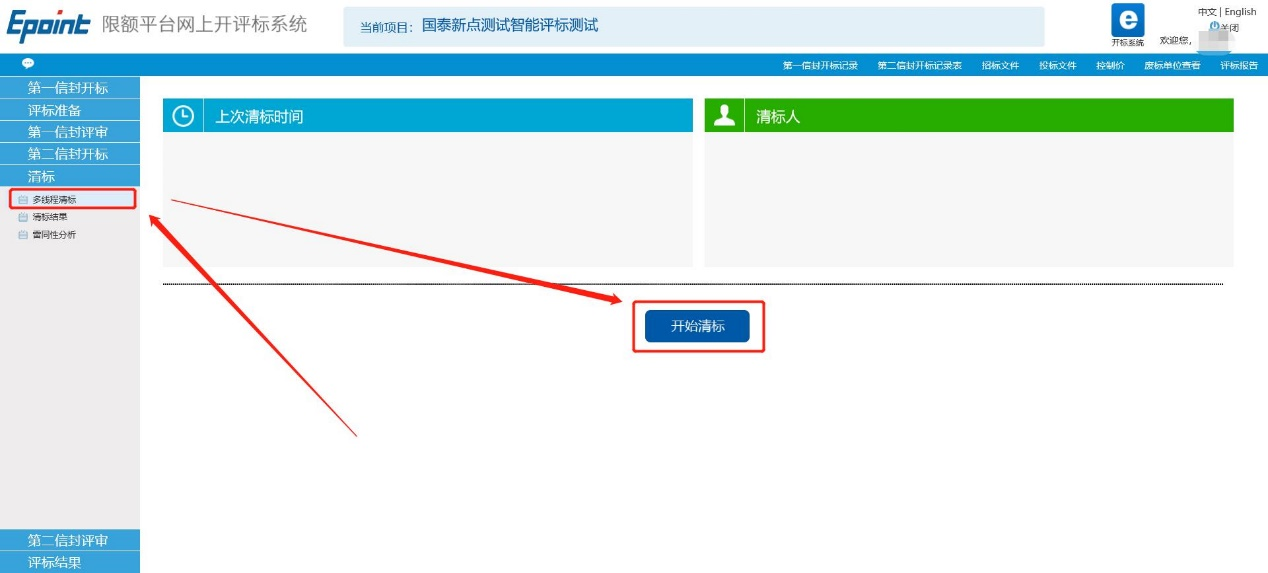 Epoint 限额平台网上开评标系统
当前项目: 国泰新点测试智能评标测试
e
开标系统
中文 | English
关闭
欢迎您,
第一信封开标记录 第二信封开标记录表 招标文件 投标文件 控制价 废标单位查看 评标报告
第一信封开标
评标准备
第一信封评审
第二信封开标
清标
多线程清标
清标结果
雷同性分析
上次清标时间
清标人
开始清标
第二信封评审
评标结果